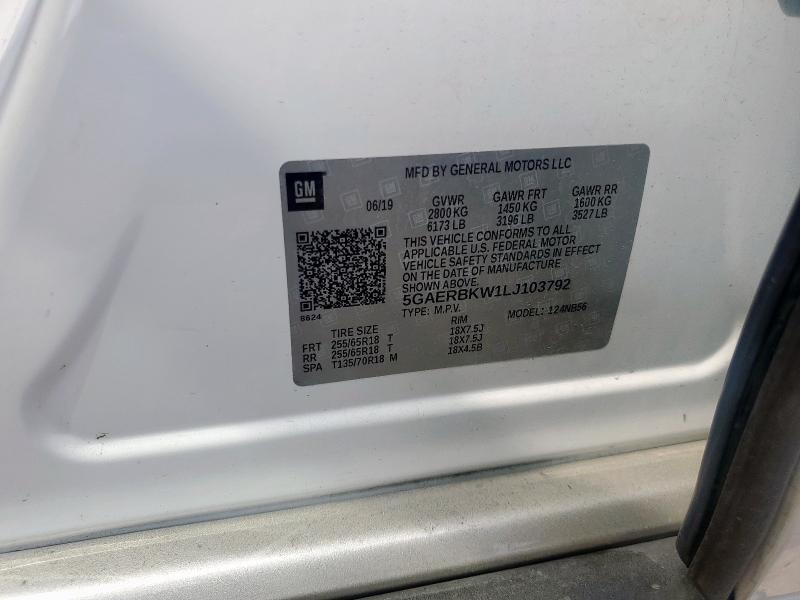 MFD BY GENERAL MOTORS LLC
GM
06/19 GVWR GAWR FRT GAWR RR
2800 KG 1450 KG 1600 KG
6173 LB 3196 LB 3527 LB
THIS VEHICLE CONFORMS TO ALL
APPLICABLE U.S. FEDERAL MOTOR
VEHICLE SAFETY STANDARDS IN EFFECT
ON THE DATE OF MANUFACTURE
SHOWN ABOVE.
5GAERBKW1LJ103792
8624
TYPE: M.P.V. MODEL: 124NB56
TIRE SIZE RIM
FRT 255/65R18 T 18X7.5J
RR 255/65R18 T 18X7.5J
SPA T135/70R18 M 18X4.5B